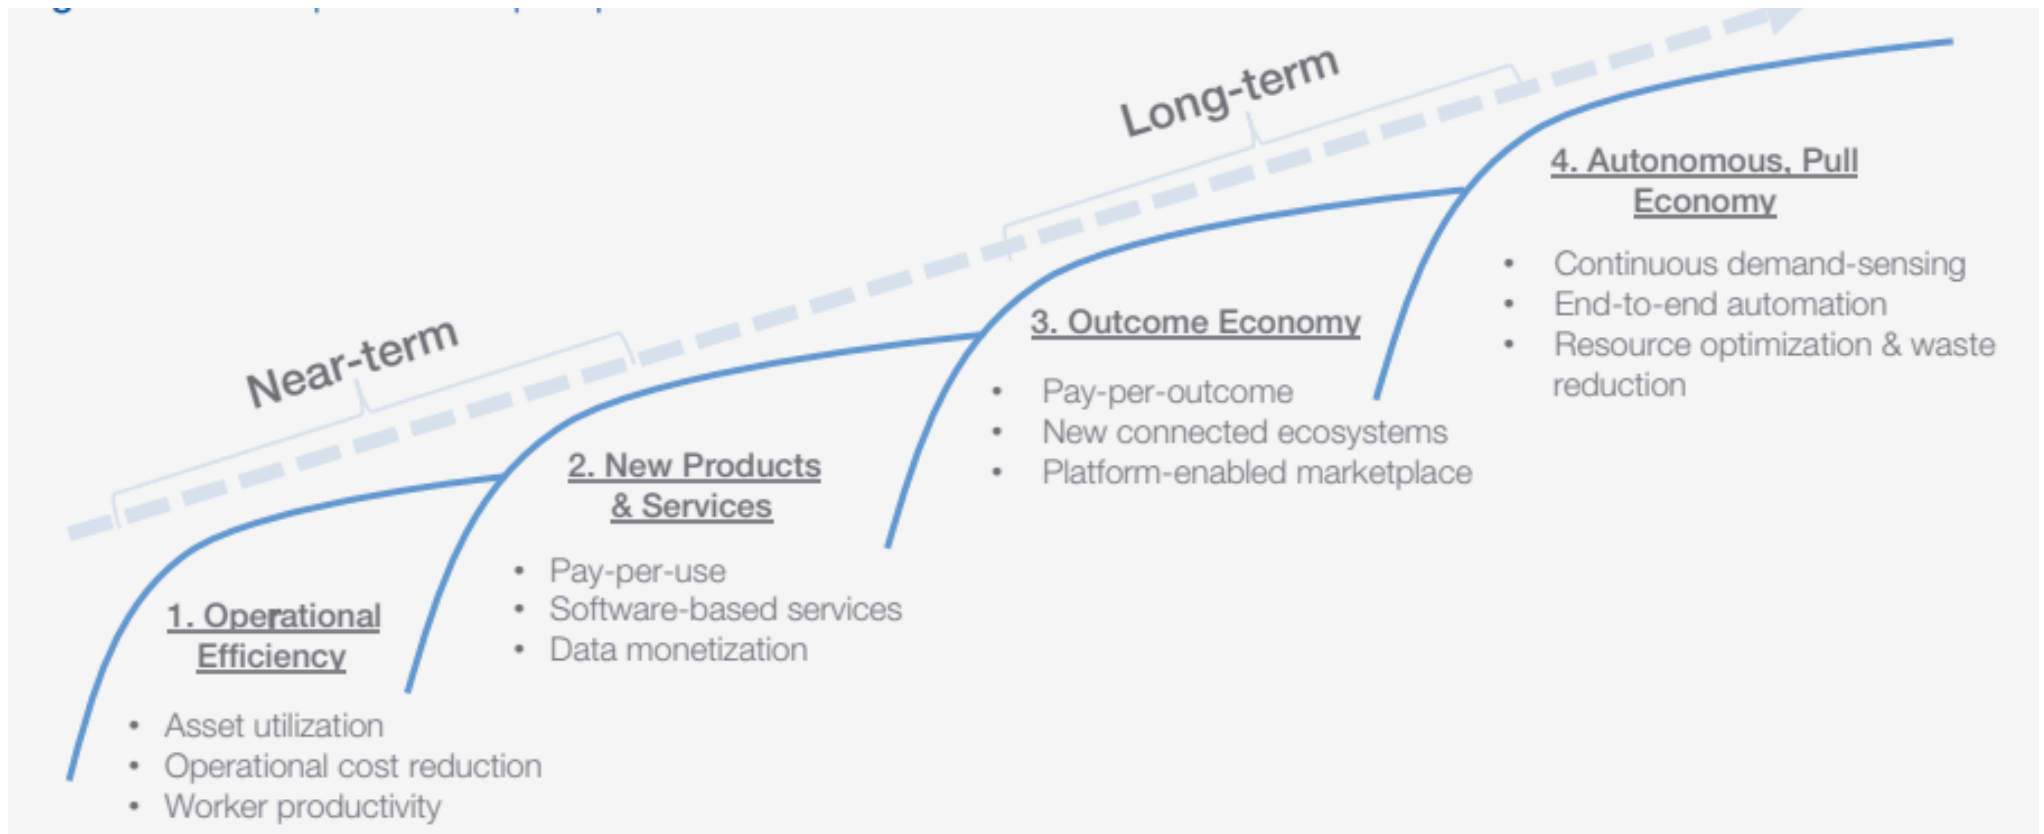 Near-term
Long-term
1. Operational
Efficiency
• Asset utilization
• Operational cost reduction
• Worker productivity
2. New Products
& Services
• Pay-per-use
• Software-based services
• Data monetization
3. Outcome Economy
• Pay-per-outcome
• New connected ecosystems
• Platform-enabled marketplace
4. Autonomous, Pull
Economy
• Continuous demand-sensing
• End-to-end automation
• Resource optimization & waste
reduction